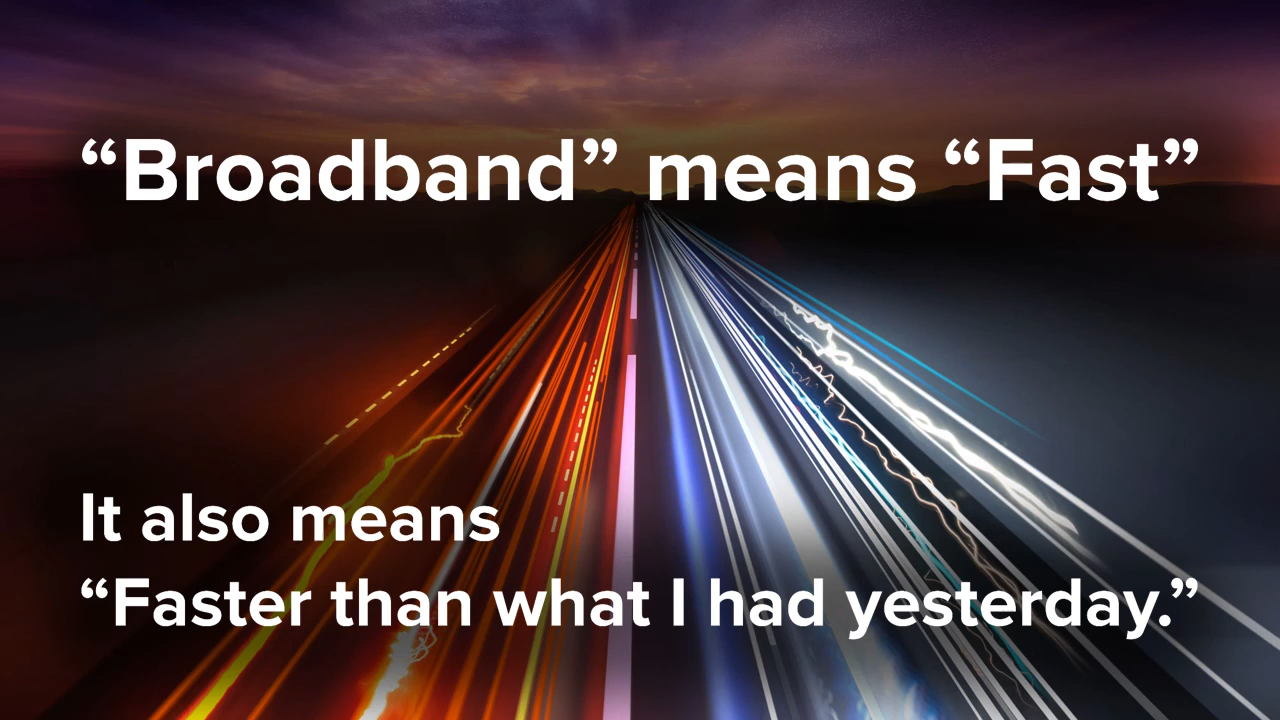 “Broadband” means “Fast”
It also means
“Faster than what I had yesterday.”